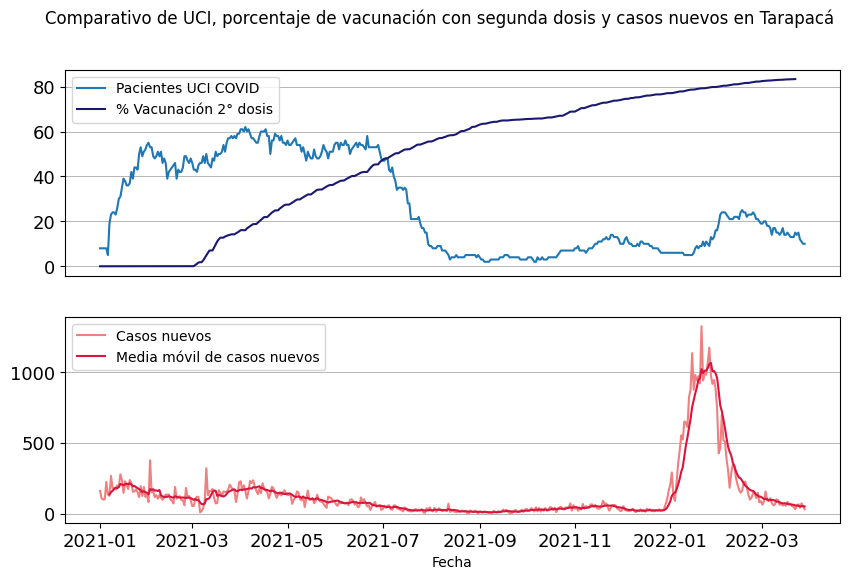 Comparativo de UCI, porcentaje de vacunación con segunda dosis y casos nuevos en Tarapacá
Pacientes UCI COVID
% Vacunación 2° dosis
80
60
40
20
0
Casos nuevos
Media móvil de casos nuevos
1000
500
0
2021-01 2021-03 2021-05 2021-07 2021-09 2021-11 2022-01 2022-03
Fecha